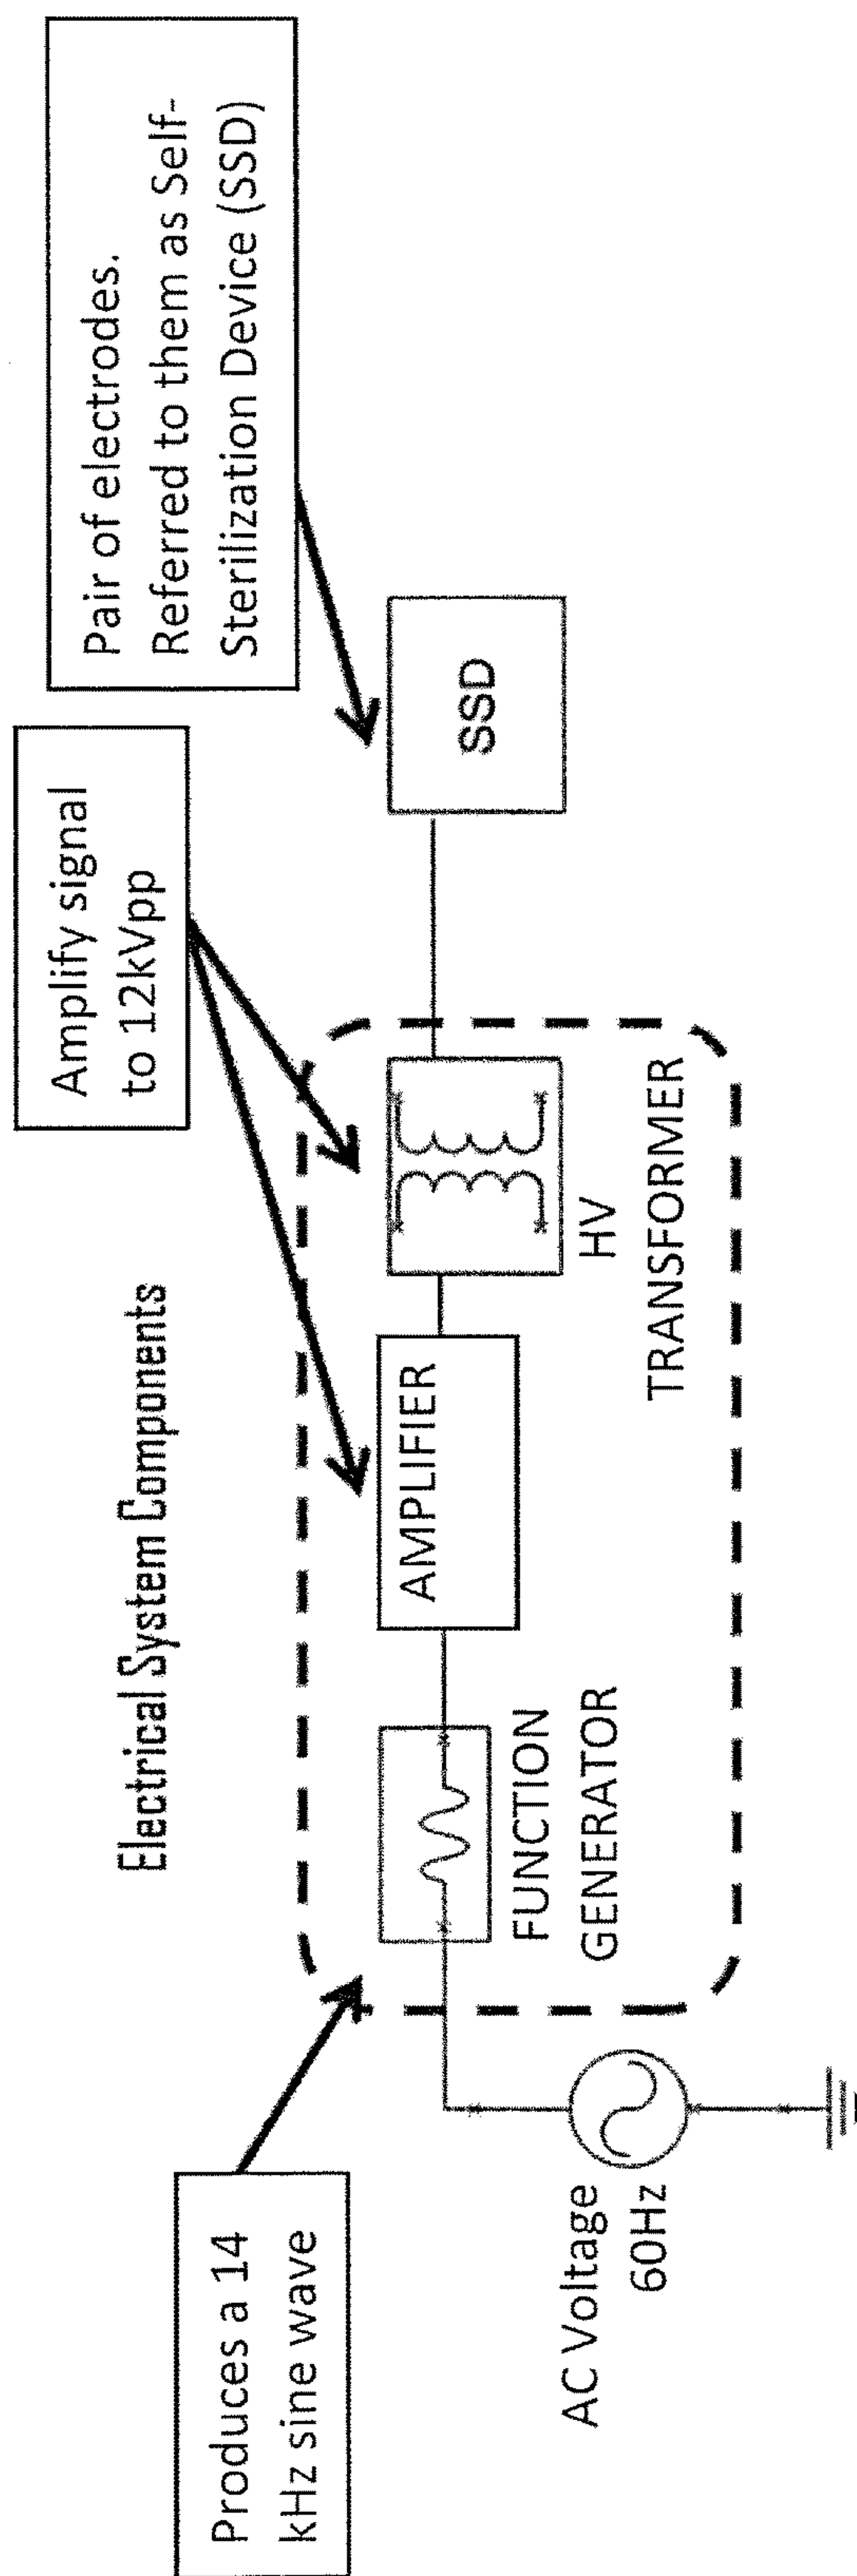 Electrical System Components
Produces a 14
kHz sine wave
Amplify signal
to 12kVpp
Pair of electrodes.
Referred to them as Self-
Sterilization Device (SSD)
AC Voltage
60Hz
FUNCTION
GENERATOR
AMPLIFIER
HV
TRANSFORMER
SSD